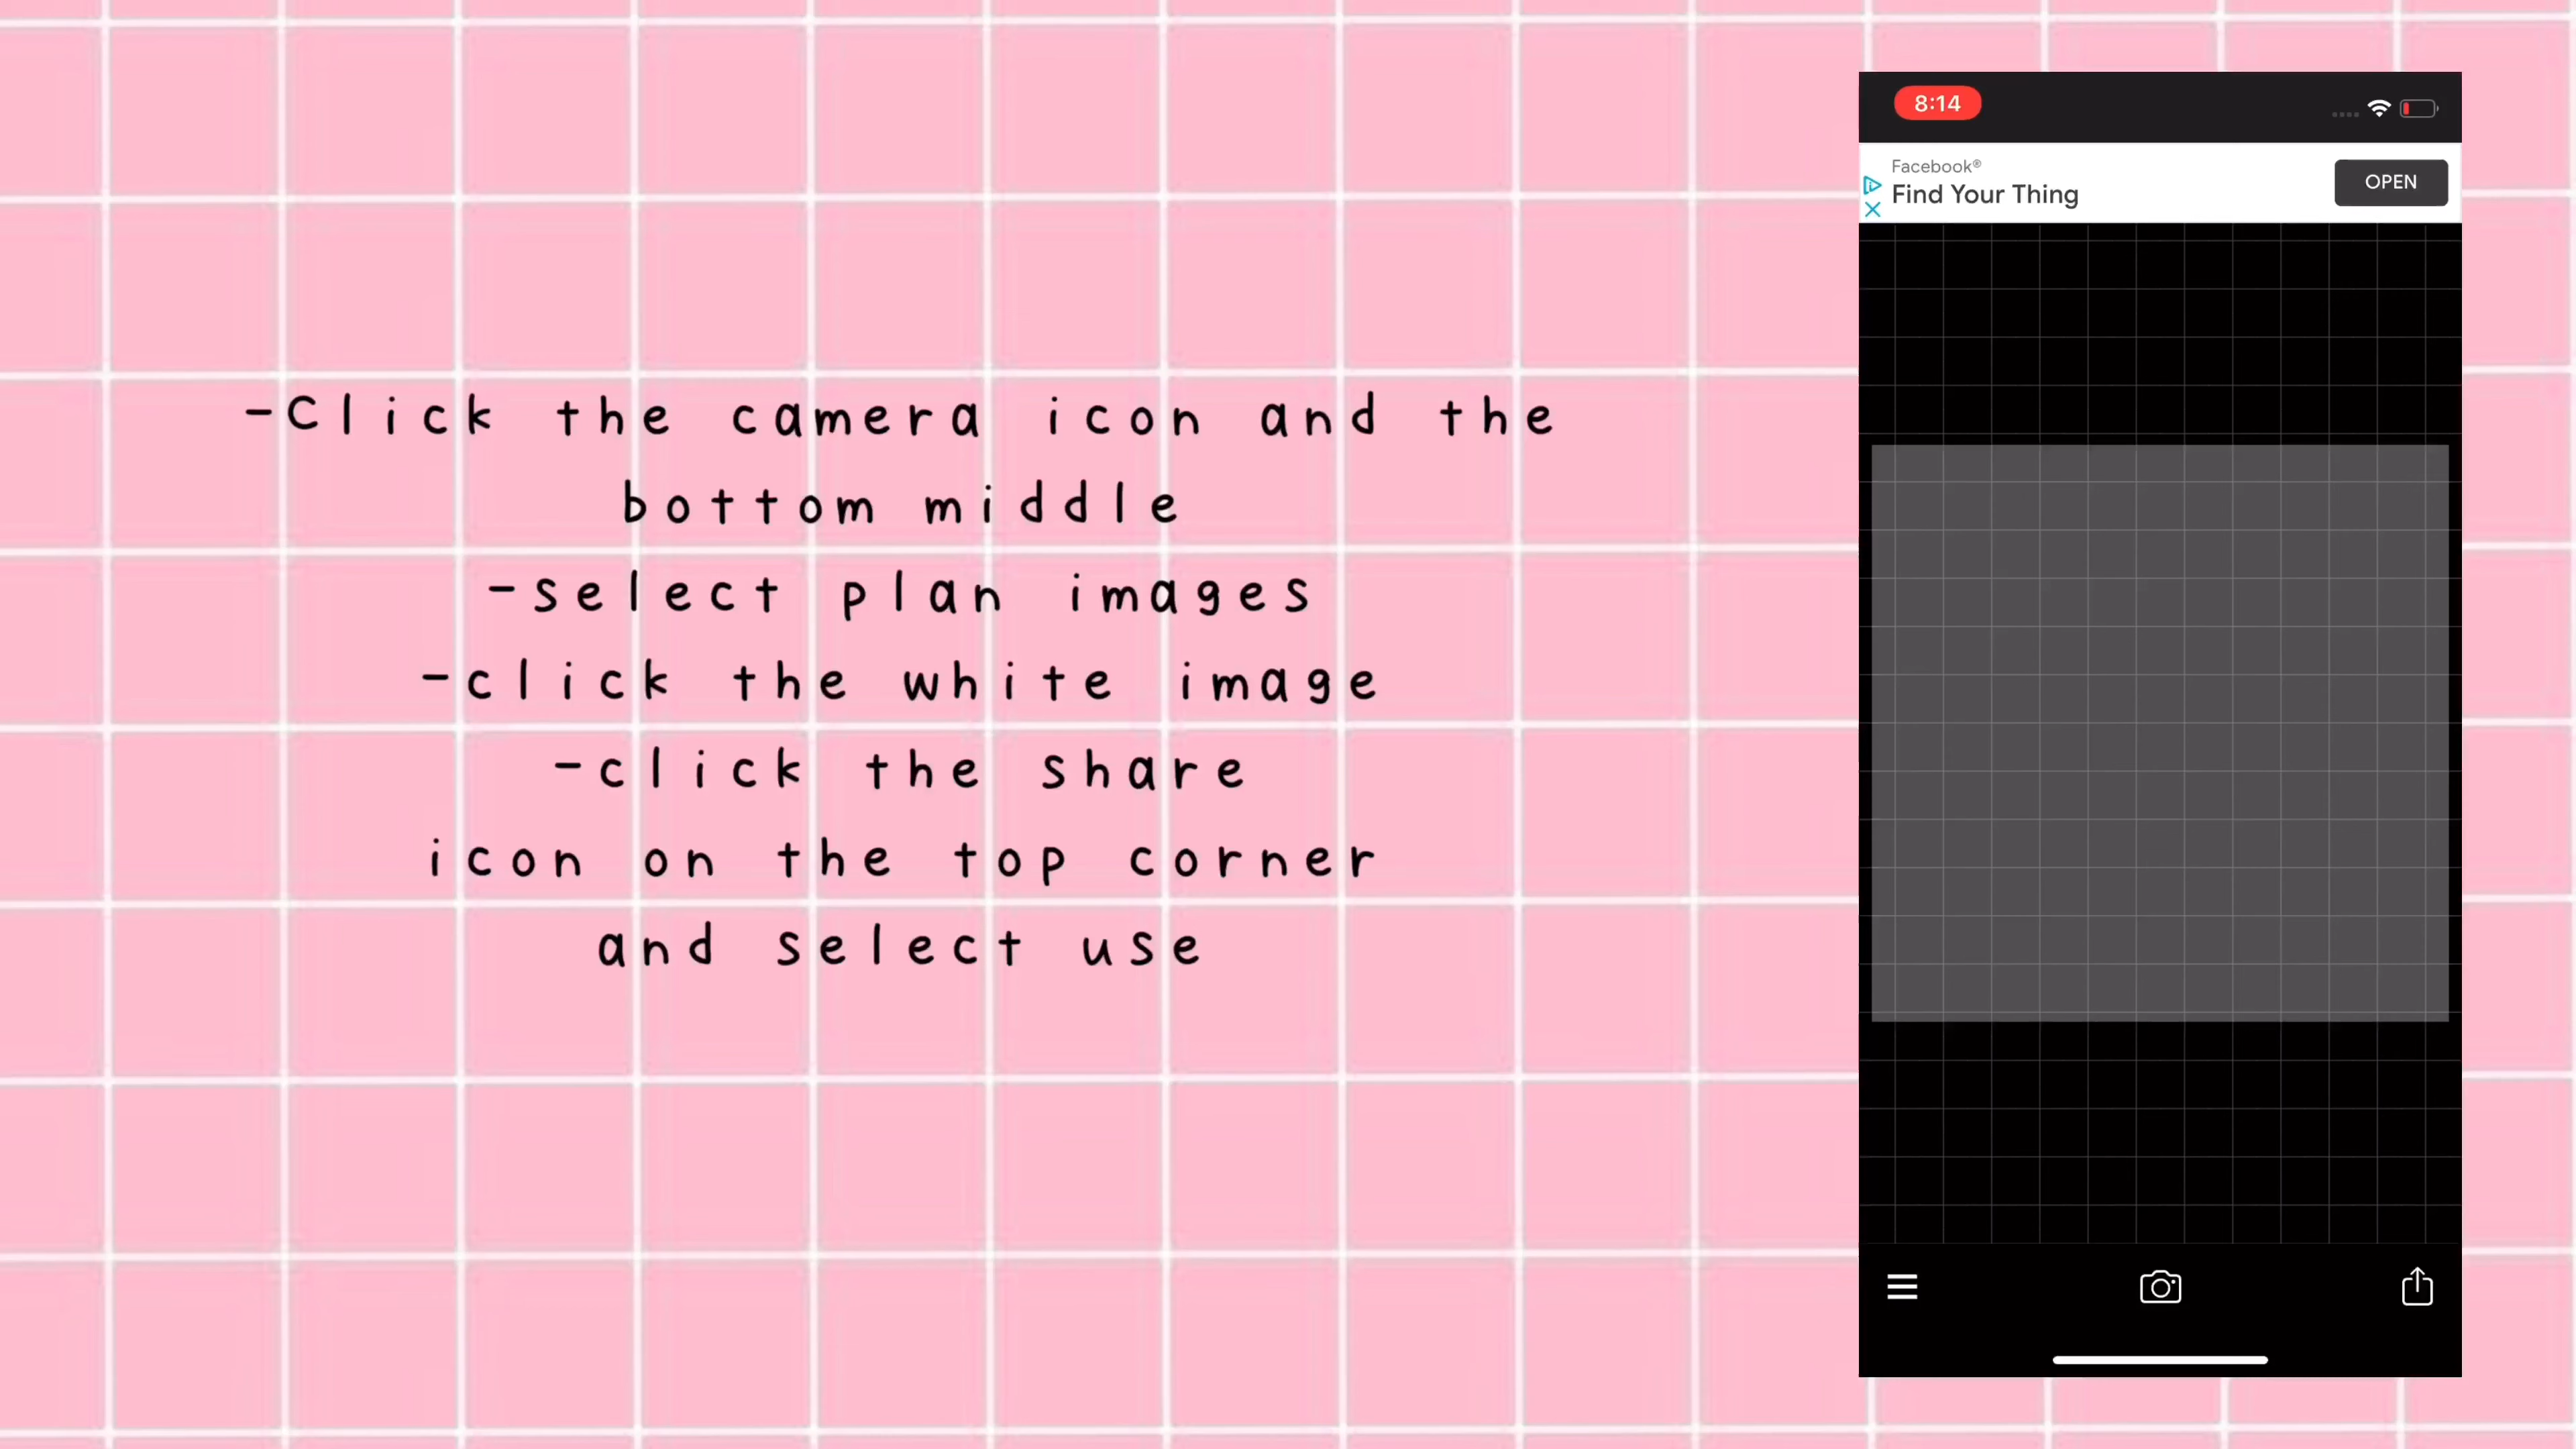 -Click the camera icon and the
bottom middle
-select plan images
-click the white image
-click the share
icon on the top corner
and select use
8:14
Facebook®
Find Your Thing
OPEN